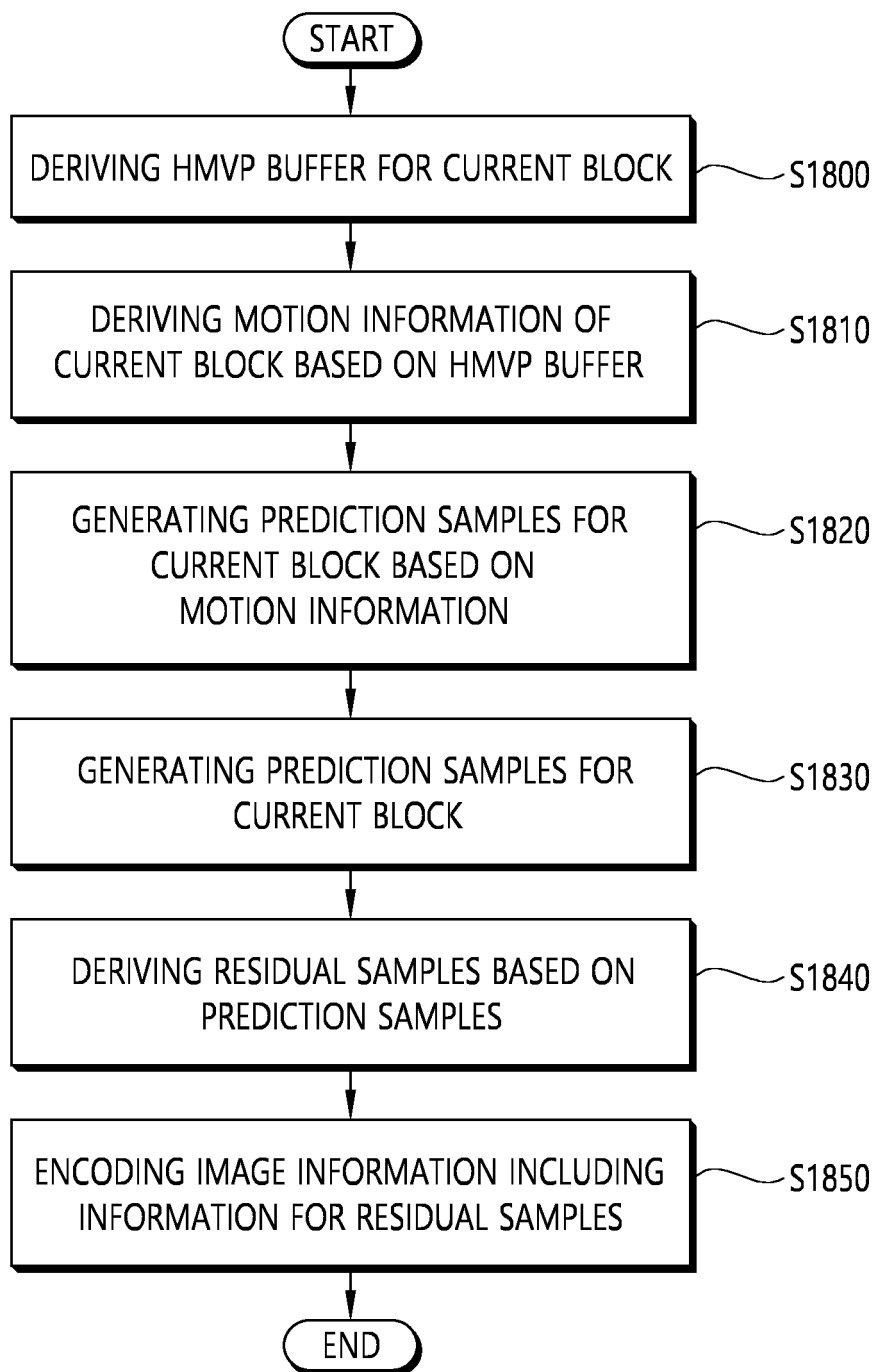 START
DERIVING HMVP BUFFER FOR CURRENT BLOCK
S1800
DERIVING MOTION INFORMATION OF
CURRENT BLOCK BASED ON HMVP BUFFER
S1810
GENERATING PREDICTION SAMPLES FOR
CURRENT BLOCK BASED ON
MOTION INFORMATION
S1820
GENERATING PREDICTION SAMPLES FOR
CURRENT BLOCK
S1830
DERIVING RESIDUAL SAMPLES BASED ON
PREDICTION SAMPLES
S1840
ENCODING IMAGE INFORMATION INCLUDING
INFORMATION FOR RESIDUAL SAMPLES
S1850
END